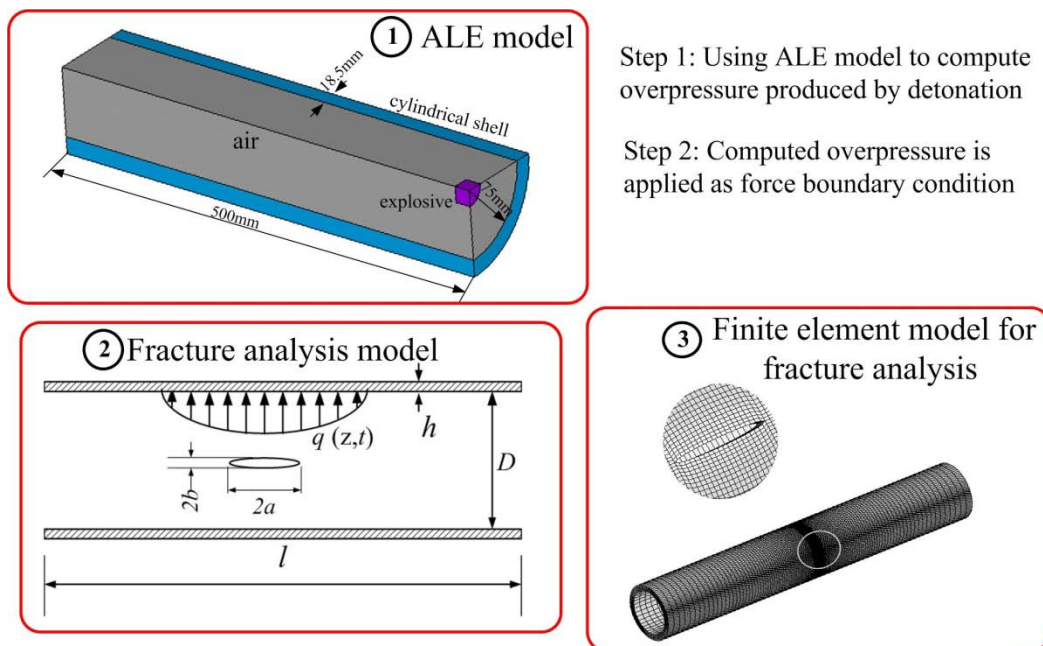 1 ALE model
18.5mm
cylindrical shell
air
explosive
75mm
500mm
Step 1: Using ALE model to compute
overpressure produced by detonation
Step 2: Computed overpressure is
applied as force boundary condition
2 Fracture analysis model
q (z,t)
h
D
2b
2a
l
3 Finite element model for
fracture analysis